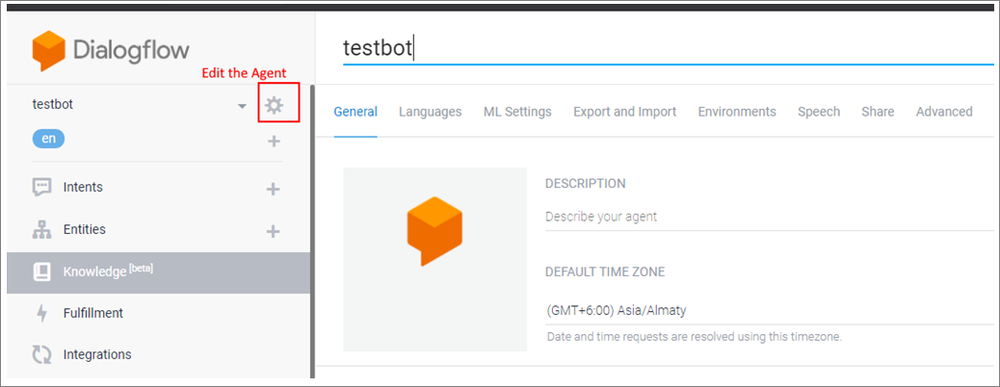 Dialogflow
Edit the Agent
testbot
en
Intents
Entities
Knowledge [beta]
Fulfillment
Integrations
testbot
General Languages ML Settings Export and Import Environments Speech Share Advanced
DESCRIPTION
Describe your agent
DEFAULT TIME ZONE
(GMT+6:00) Asia/Almaty
Date and time requests are resolved using this timezone.